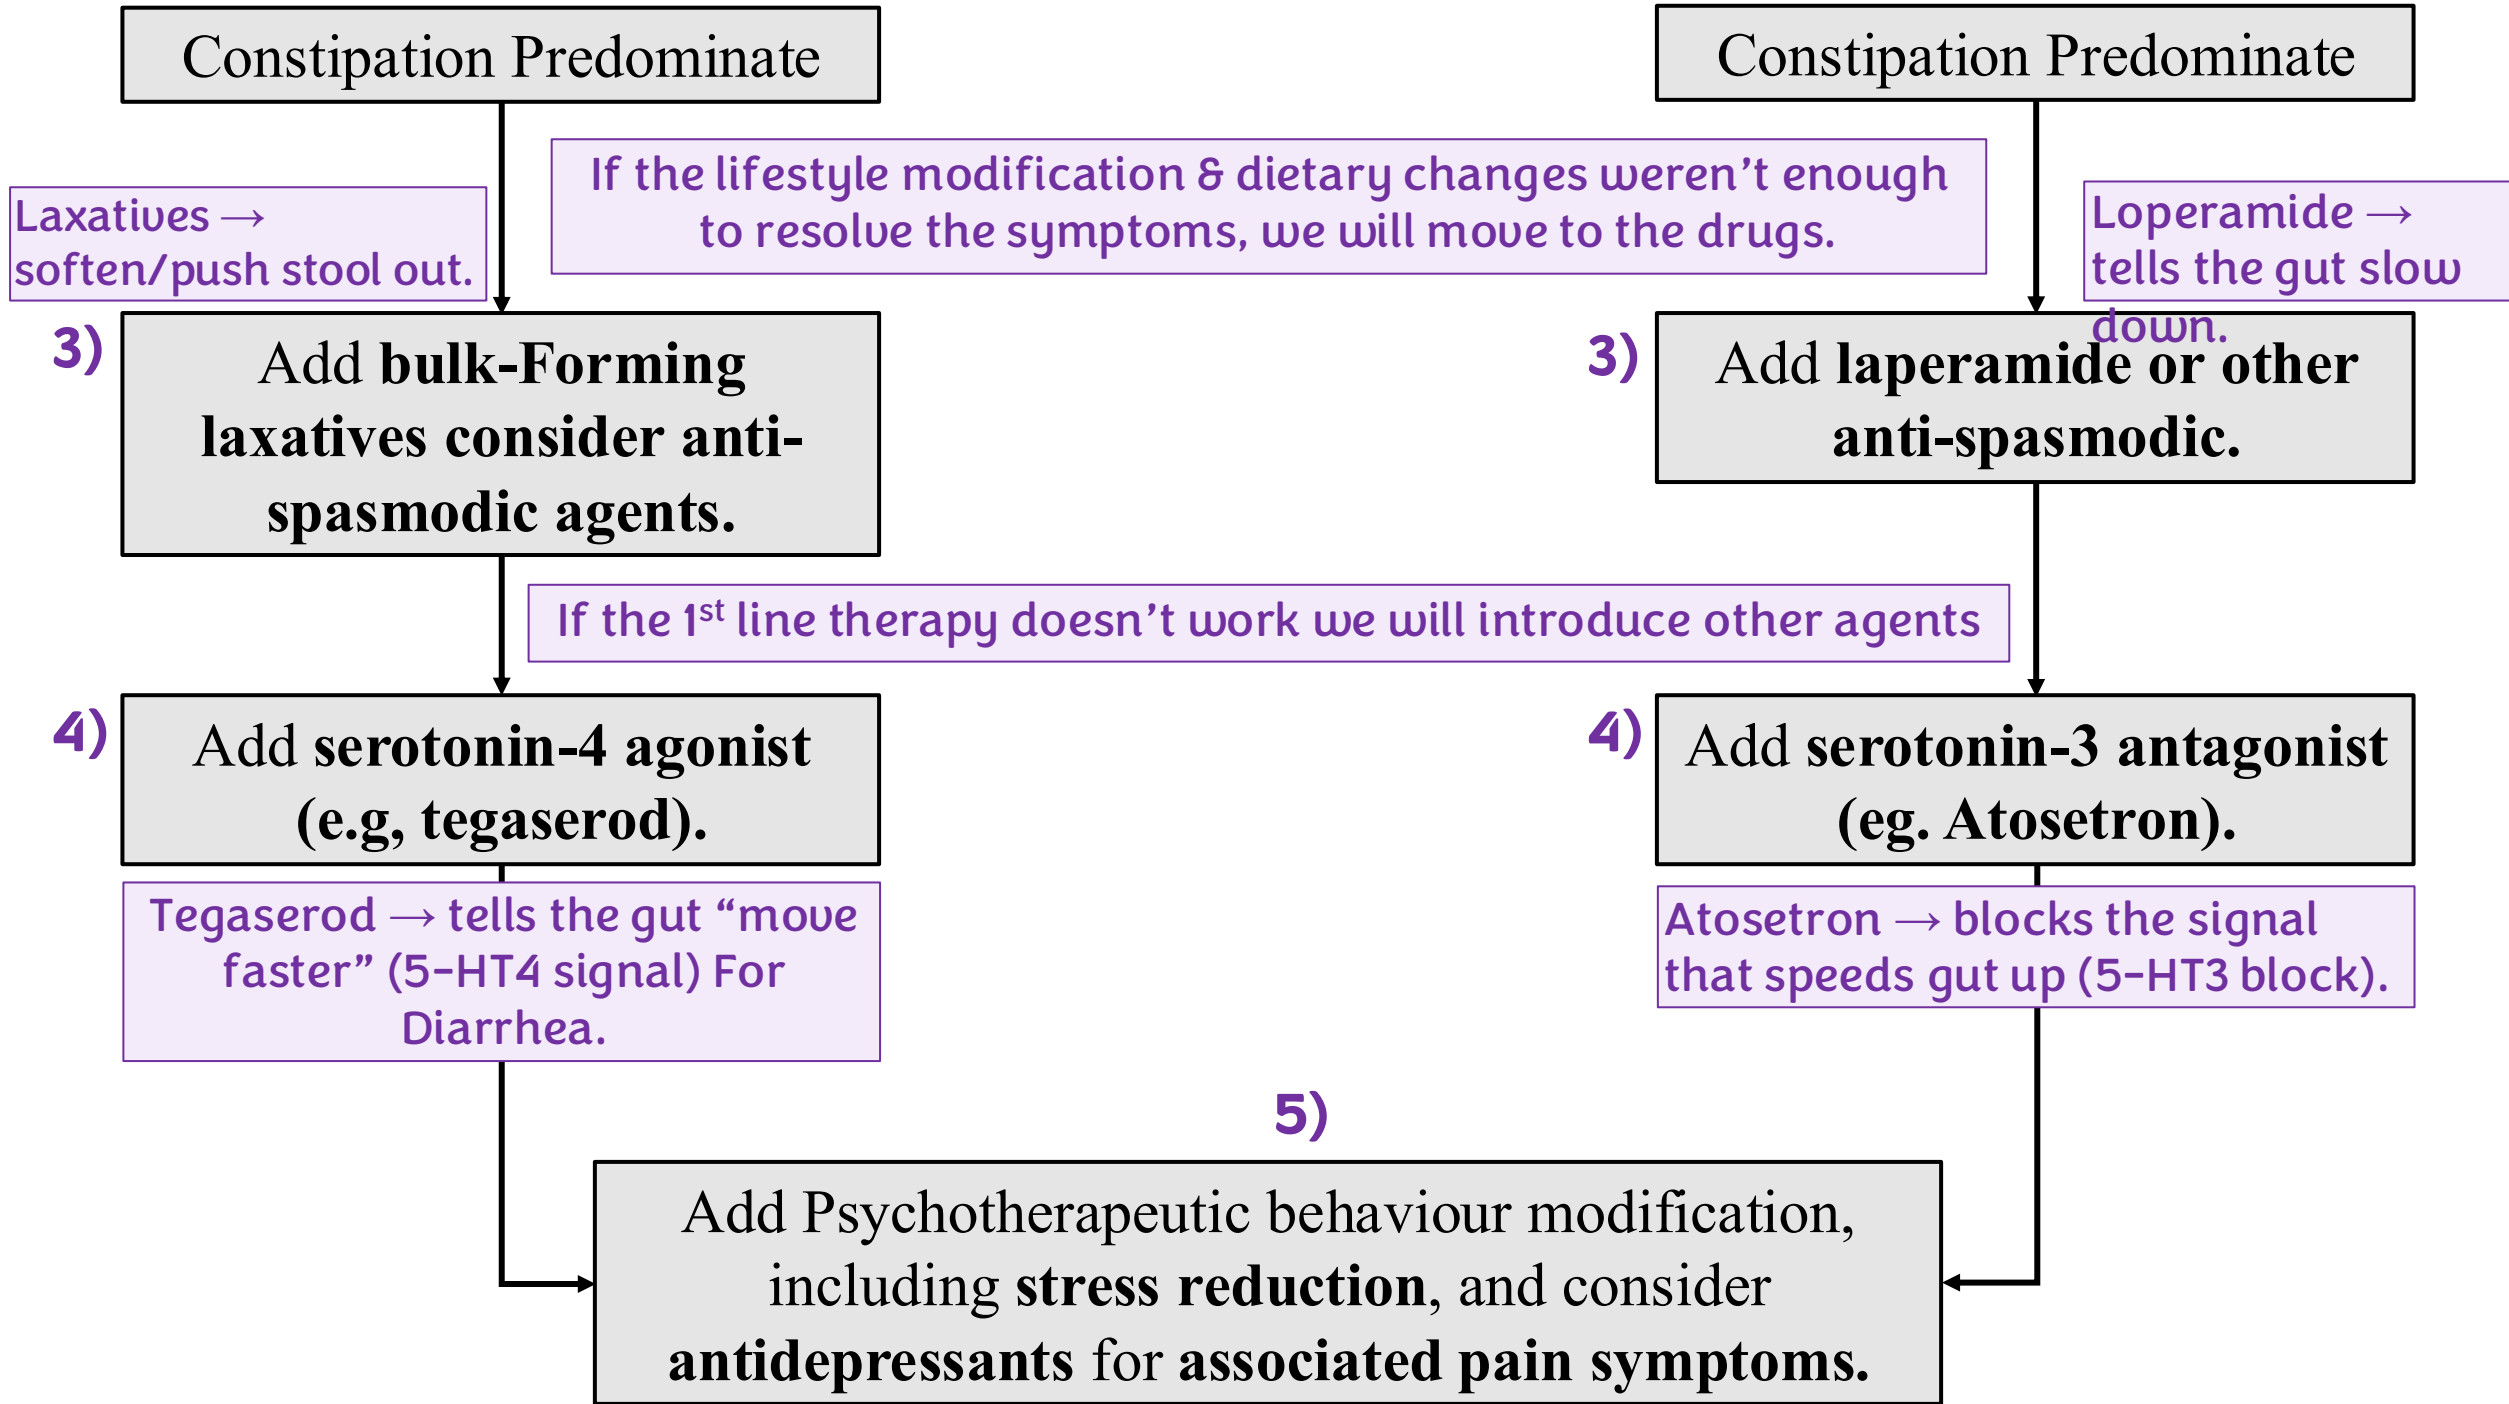 Constipation Predominate
Constipation Predominate
If the lifestyle modification & dietary changes weren't enough
to resolve the symptoms, we will move to the drugs.
Laxatives →
soften/push stool out.
Loperamide →
tells the gut slow
down.
3)
Add bulk-Forming
laxatives consider anti-
spasmodic agents.
3)
Add laperamide or other
anti-spasmodic.
If the 1st line therapy doesn't work we will introduce other agents
4)
Add serotonin-4 agonist
(e.g, tegaserod).
4)
Add serotonin-3 antagonist
(eg. Atosetron).
Tegaserod → tells the gut “move
faster” (5-HT4 signal) For
Diarrhea.
Atosetron → blocks the signal
that speeds gut up (5-HT3 block).
5)
Add Psychotherapeutic behaviour modification,
including stress reduction, and consider
antidepressants for associated pain symptoms.